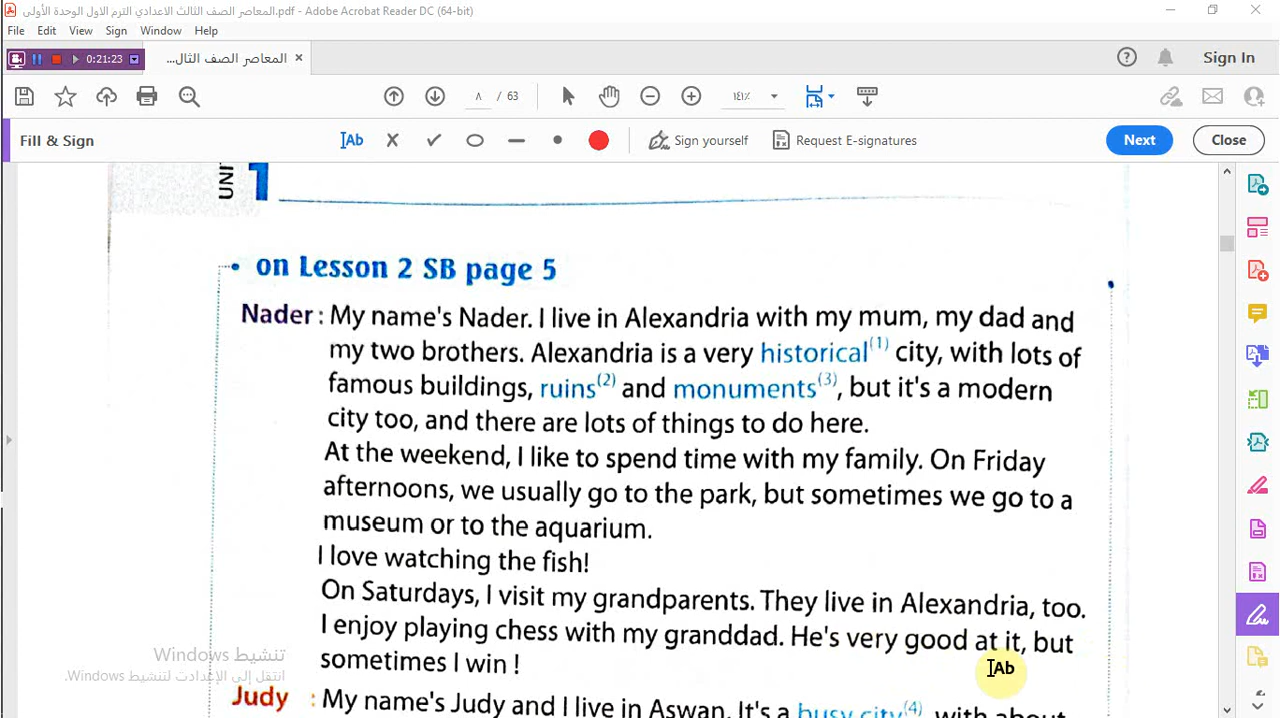 المعاصر الصف الثالث الاعدادي الترم الاول الوحدة الأولى.pdf - Adobe Acrobat Reader DC (64-bit)
File Edit View Sign Window Help
0:21:23 المعاصر الصف الثال... ×
Sign In
٨ / 63 ١٤١٪
Fill & Sign Ab Sign yourself Request E-signatures Next Close
UNI 1
• on Lesson 2 SB page 5
Nader : My name's Nader. I live in Alexandria with my mum, my dad and
my two brothers. Alexandria is a very historical(1) city, with lots of
famous buildings, ruins(2) and monuments(3), but it's a modern
city too, and there are lots of things to do here.
At the weekend, I like to spend time with my family. On Friday
afternoons, we usually go to the park, but sometimes we go to a
museum or to the aquarium.
I love watching the fish!
On Saturdays, I visit my grandparents. They live in Alexandria, too.
I enjoy playing chess with my granddad. He's very good at it, but
sometimes I win !
Ab
تنشيط Windows
انتقل إلى الإعدادت لتنشيط Windows.
Judy : My name's Judy and I live in Aswan. It's a busy city(4), with about